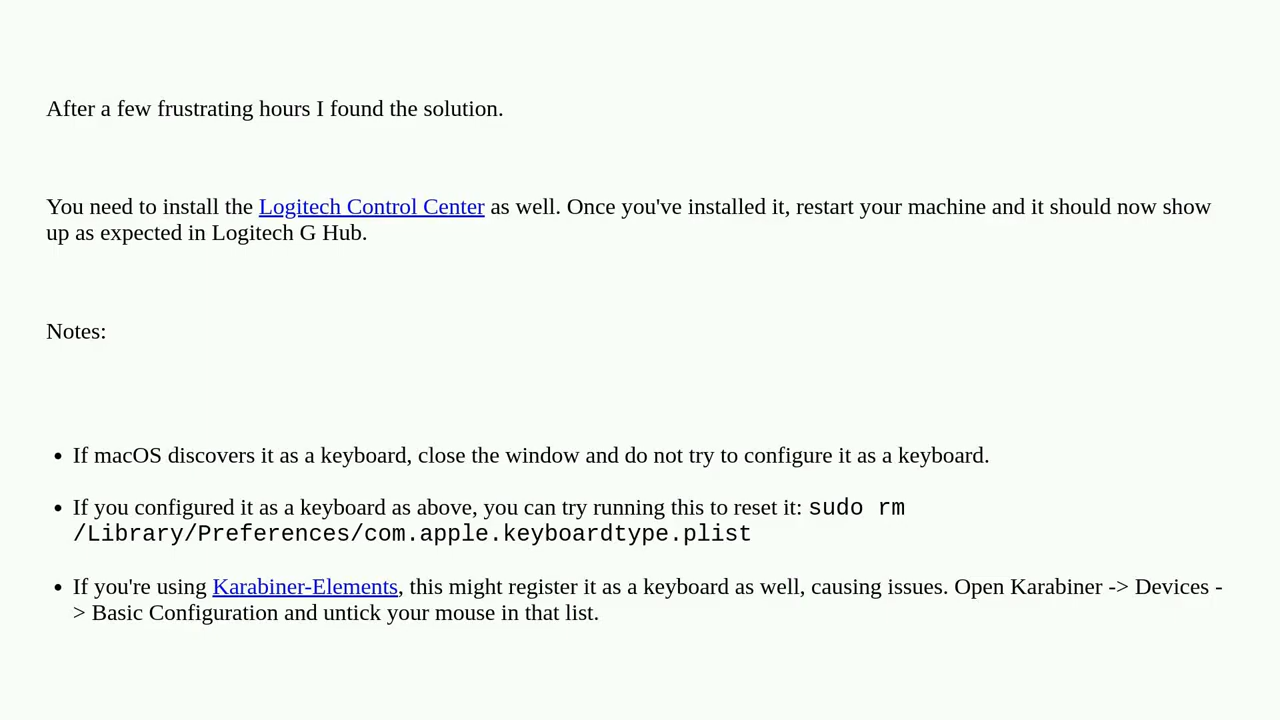 After a few frustrating hours I found the solution.
You need to install the Logitech Control Center as well. Once you've installed it, restart your machine and it should now show
up as expected in Logitech G Hub.
Notes:
• If macOS discovers it as a keyboard, close the window and do not try to configure it as a keyboard.
• If you configured it as a keyboard as above, you can try running this to reset it: sudo rm
/Library/Preferences/com.apple.keyboardtype.plist
• If you're using Karabiner-Elements, this might register it as a keyboard as well, causing issues. Open Karabiner -> Devices -
> Basic Configuration and untick your mouse in that list.